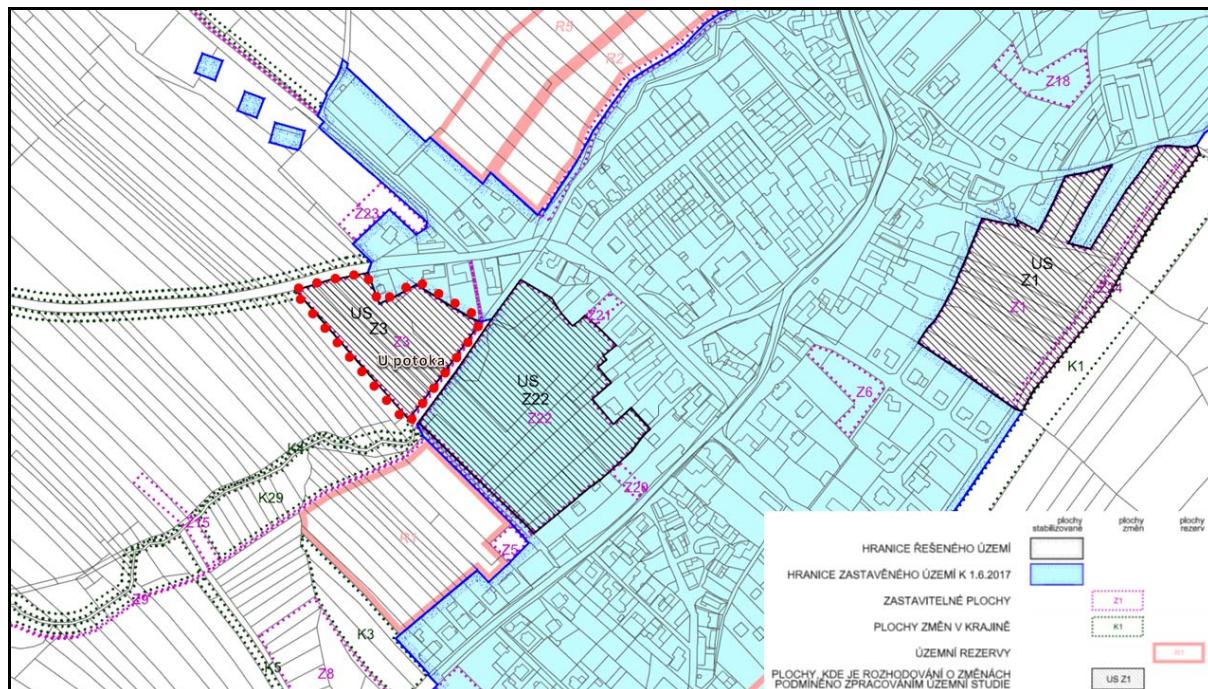 R5
R2
Z18
Z23
US
Z3
Z3
U potoka
Z21
US
Z22
Z22
US
Z1
Z1
K1
Z6
K4
K29
Z15
Z20
R1
Z5
Z9
K3
K5
Z8
plochy stabilizované
plochy změn
plochy rezerv
HRANICE ŘEŠENÉHO ÚZEMÍ
HRANICE ZASTAVĚNÉHO ÚZEMÍ K 1.6.2017
ZASTAVITELNÉ PLOCHY
Z1
PLOCHY ZMĚN V KRAJINĚ
K1
ÚZEMNÍ REZERVY
R1
PLOCHY, KDE JE ROZHODOVÁNÍ O ZMĚNÁCH
PODMÍNĚNO ZPRACOVÁNÍM ÚZEMNÍ STUDIE
US Z1